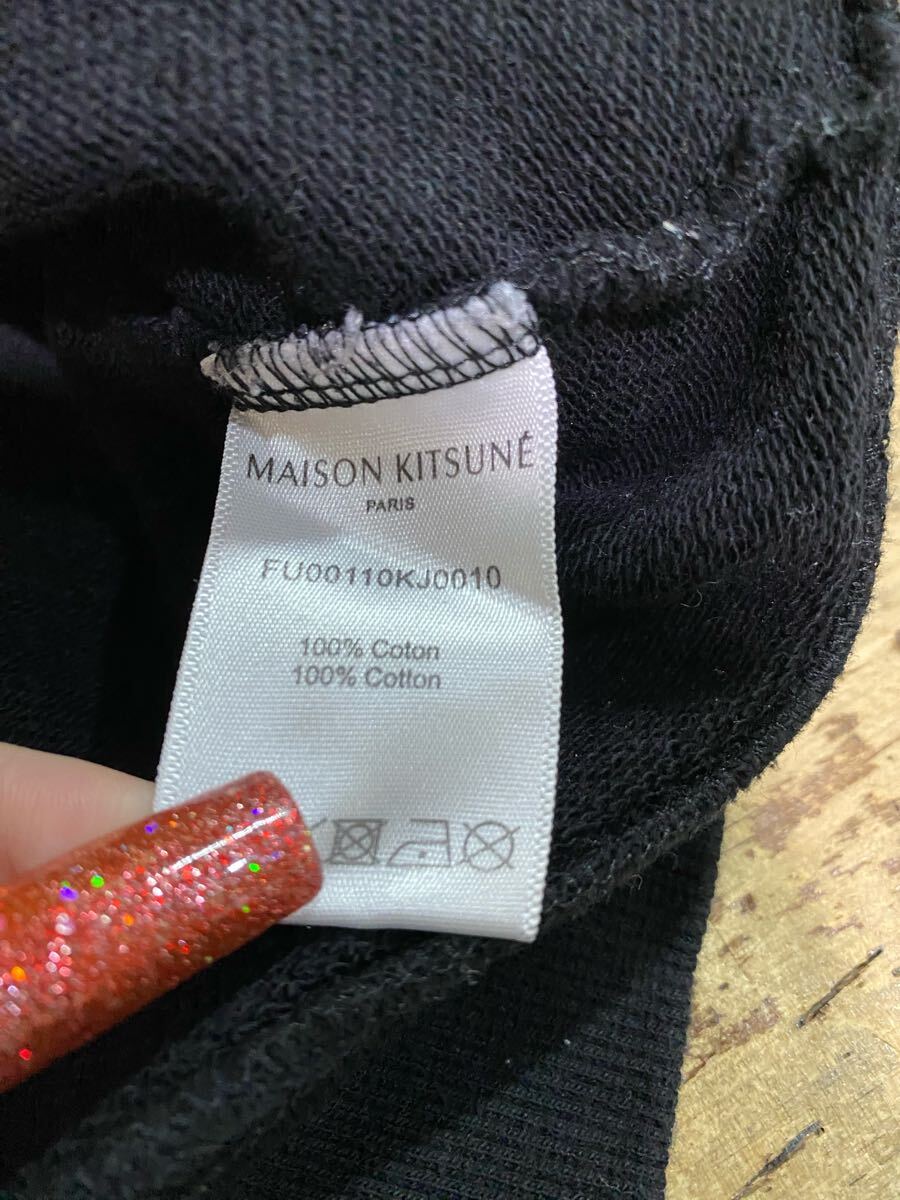 MAISON KITSUNÉ
PARIS
FU00110KJ0010
100% Coton
100% Cotton